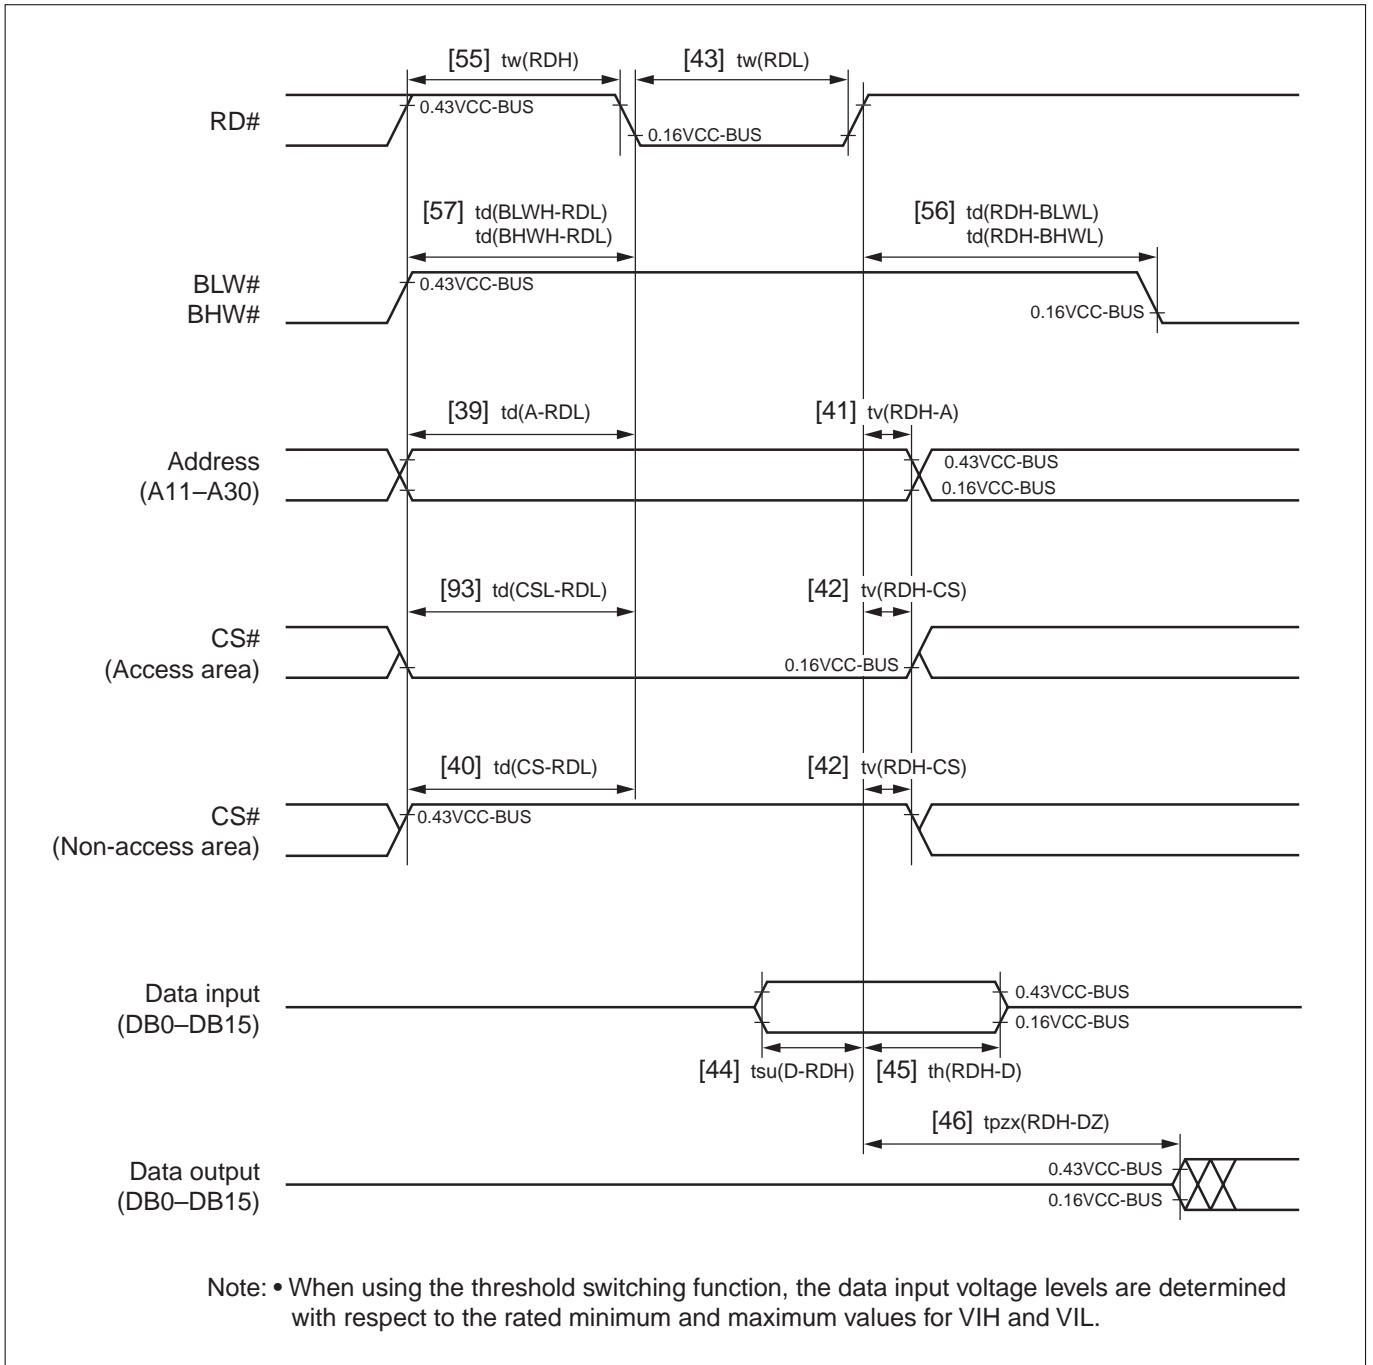 [55] tw(RDH)
[43] tw(RDL)
RD#
0.43VCC-BUS
0.16VCC-BUS
[57] td(BLWH-RDL)
td(BHWH-RDL)
[56] td(RDH-BLWL)
td(RDH-BHWL)
BLW#
BHW#
0.43VCC-BUS
0.16VCC-BUS
[39] td(A-RDL)
[41] tv(RDH-A)
Address
(A11–A30)
0.43VCC-BUS
0.16VCC-BUS
[93] td(CSL-RDL)
[42] tv(RDH-CS)
CS#
(Access area)
0.16VCC-BUS
[40] td(CS-RDL)
[42] tv(RDH-CS)
CS#
(Non-access area)
0.43VCC-BUS
Data input
(DB0–DB15)
0.43VCC-BUS
0.16VCC-BUS
[44] tsu(D-RDH)
[45] th(RDH-D)
[46] tpzx(RDH-DZ)
Data output
(DB0–DB15)
0.43VCC-BUS
0.16VCC-BUS
Note: • When using the threshold switching function, the data input voltage levels are determined
with respect to the rated minimum and maximum values for VIH and VIL.